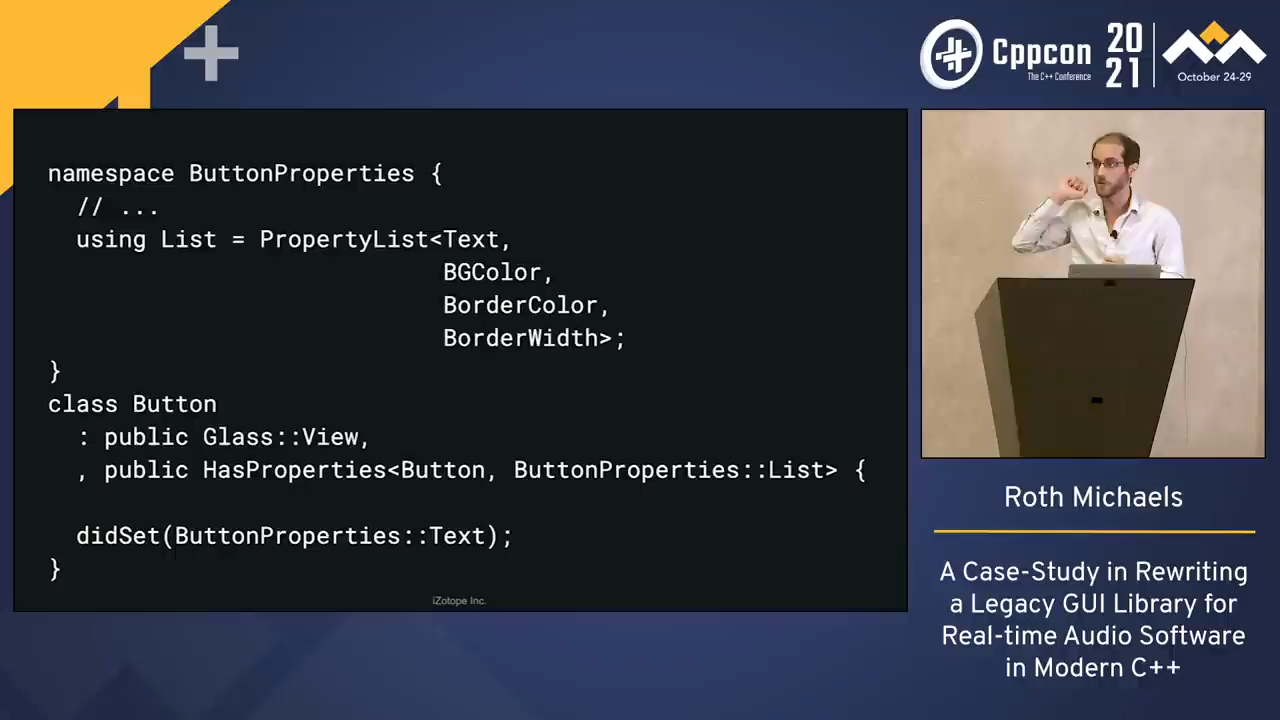 Cppcon
The C++ Conference
20
21
October 24-29
namespace ButtonProperties {
// ...
using List = PropertyList<Text,
BGColor,
BorderColor,
BorderWidth>;
}
class Button
: public Glass::View,
, public HasProperties<Button, ButtonProperties::List> {
didSet(ButtonProperties::Text);
}
iZotope Inc.
Roth Michaels
A Case-Study in Rewriting
a Legacy GUI Library for
Real-time Audio Software
in Modern C++